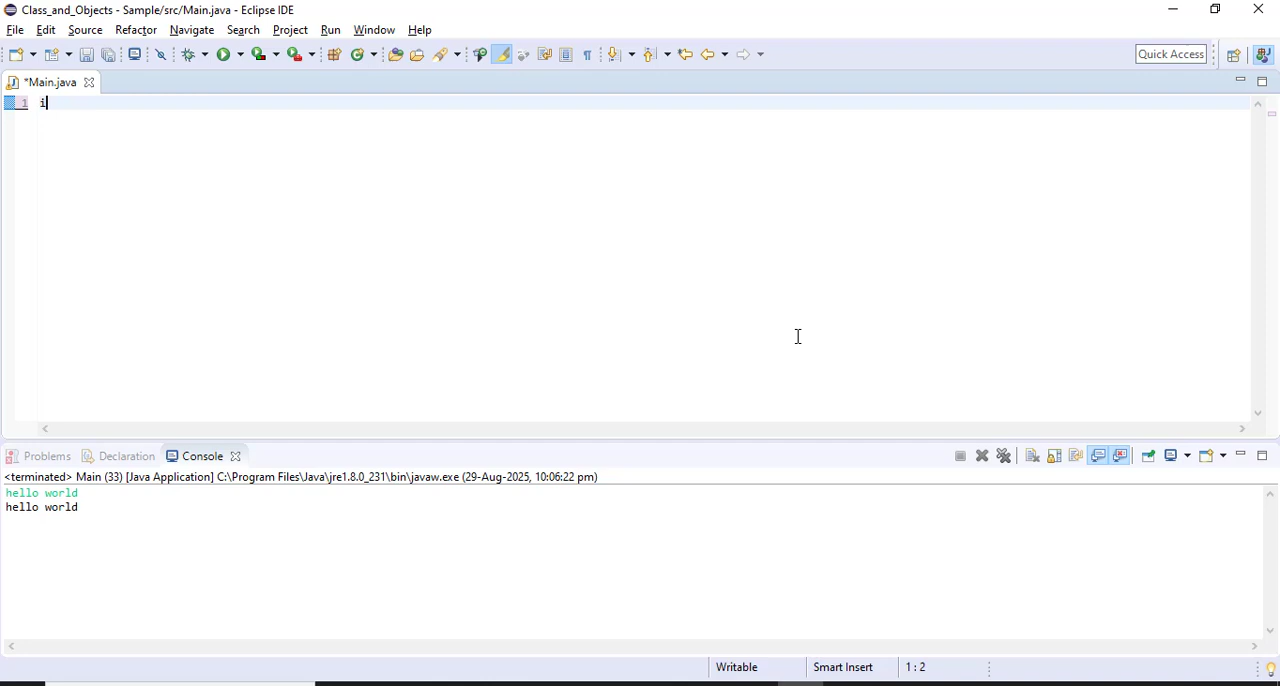 Class_and_Objects - Sample/src/Main.java - Eclipse IDE
File Edit Source Refactor Navigate Search Project Run Window Help
Quick Access
*Main.java
1 i
Problems Declaration Console
<terminated> Main (33) [Java Application] C:\Program Files\Java\jre1.8.0_231\bin\javaw.exe (29-Aug-2025, 10:06:22 pm)
hello world
hello world
Writable Smart Insert 1 : 2